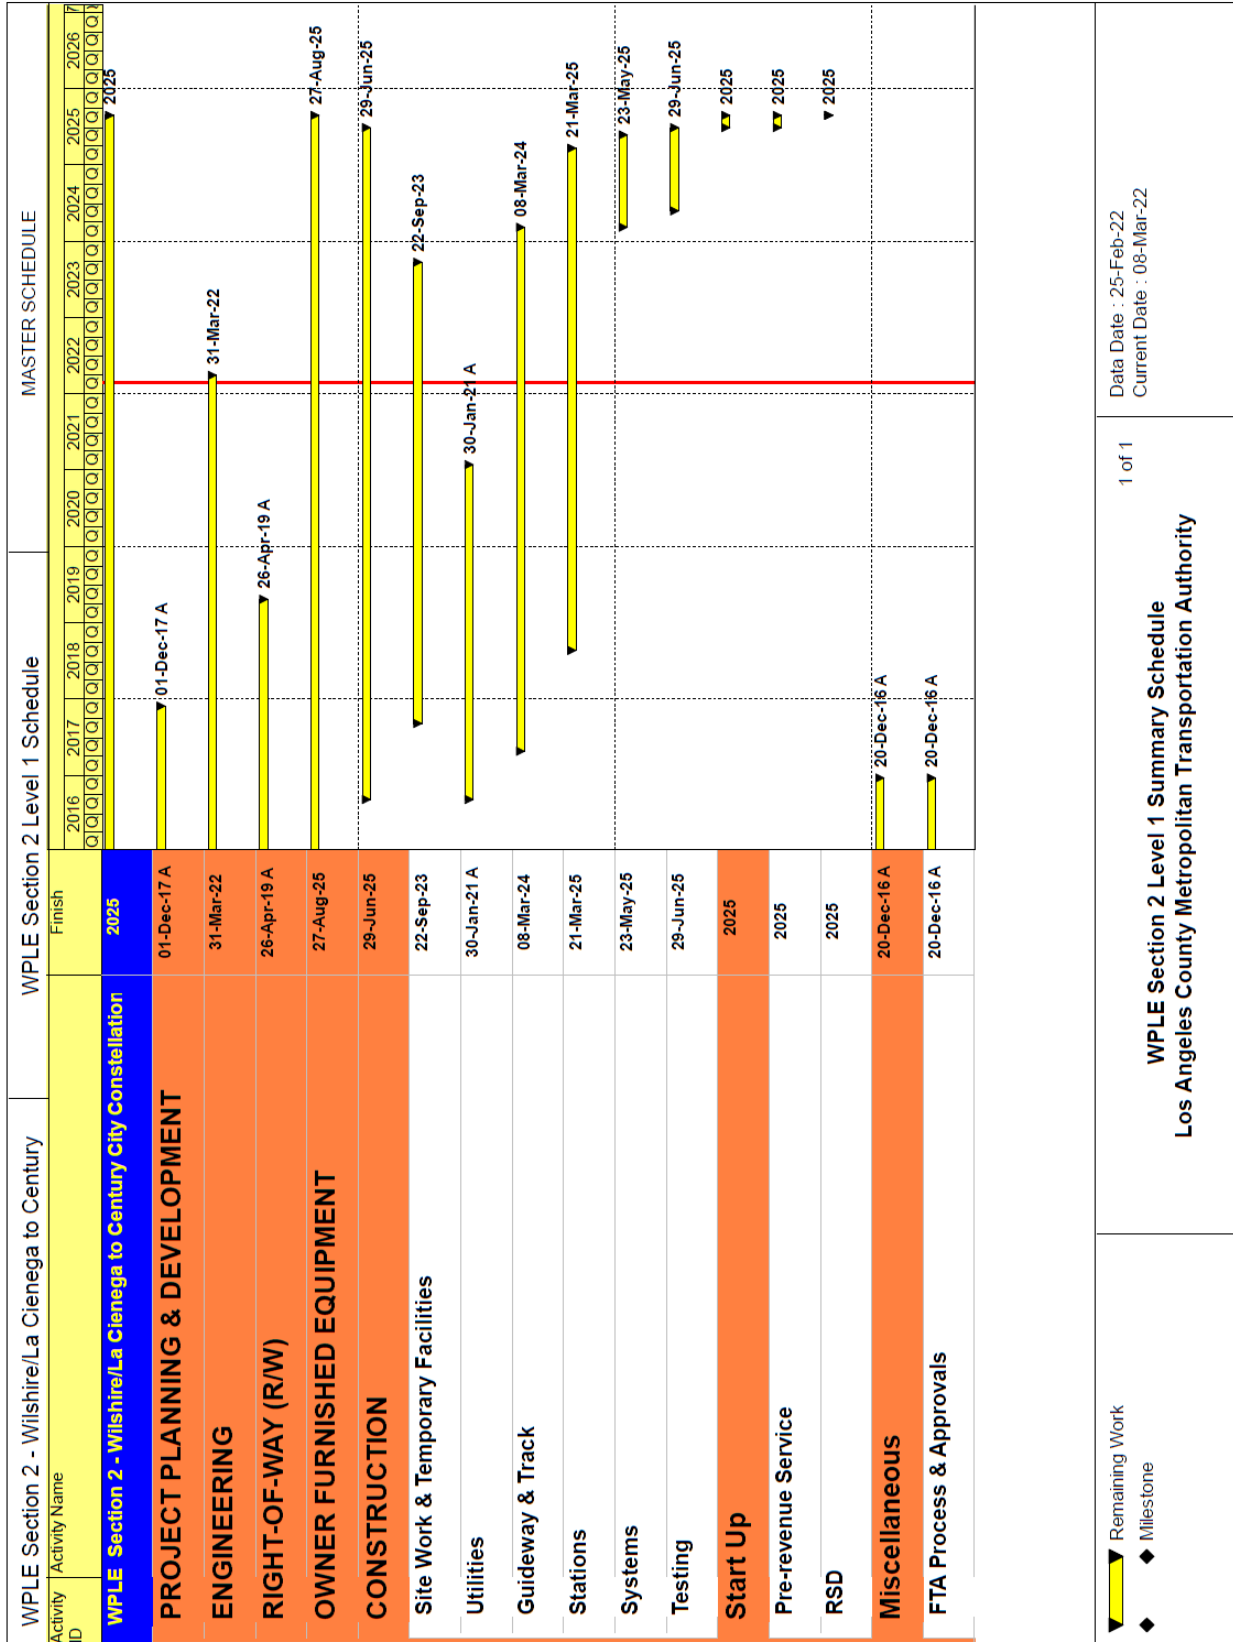 WPLE Section 2 - Wilshire/La Cienega to Century
WPLE Section 2 Level 1 Schedule
MASTER SCHEDULE
Activity ID
Activity Name
Finish
2016 2017 2018 2019 2020 2021 2022 2023 2024 2025 2026 7
Q Q Q Q Q Q Q Q Q Q Q Q Q Q Q Q Q Q Q Q Q Q Q Q Q Q Q Q Q Q Q Q Q Q Q Q Q Q Q Q Q Q Q Q
WPLE Section 2 - Wilshire/La Cienega to Century City Constellation 2025 2025
PROJECT PLANNING & DEVELOPMENT 01-Dec-17 A 01-Dec-17 A
ENGINEERING 31-Mar-22 31-Mar-22
RIGHT-OF-WAY (R/W) 26-Apr-19 A 26-Apr-19 A
OWNER FURNISHED EQUIPMENT 27-Aug-25 27-Aug-25
CONSTRUCTION 29-Jun-25 29-Jun-25
Site Work & Temporary Facilities 22-Sep-23 22-Sep-23
Utilities 30-Jan-21 A 30-Jan-21 A
Guideway & Track 08-Mar-24 08-Mar-24
Stations 21-Mar-25 21-Mar-25
Systems 23-May-25 23-May-25
Testing 29-Jun-25 29-Jun-25
Start Up 2025 2025
Pre-revenue Service 2025 2025
RSD 2025 2025
Miscellaneous 20-Dec-16 A 20-Dec-16 A
FTA Process & Approvals 20-Dec-16 A 20-Dec-16 A
Remaining Work
Milestone
WPLE Section 2 Level 1 Summary Schedule
Los Angeles County Metropolitan Transportation Authority
1 of 1
Data Date : 25-Feb-22
Current Date : 08-Mar-22